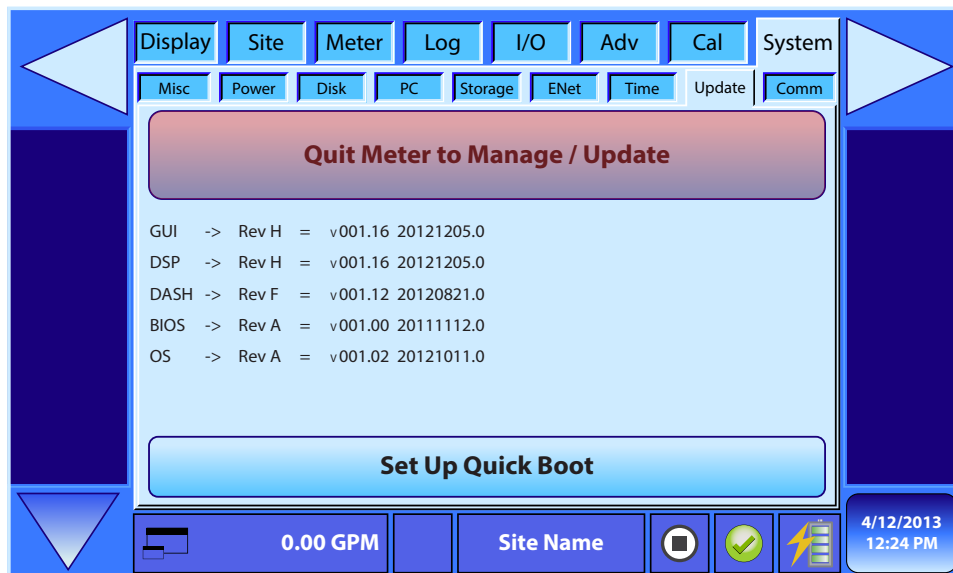 Display Site Meter Log I/O Adv Cal System
Misc Power Disk PC Storage ENet Time Update Comm
Quit Meter to Manage / Update
GUI -> Rev H = v001.16 20121205.0
DSP -> Rev H = v001.16 20121205.0
DASH -> Rev F = v001.12 20120821.0
BIOS -> Rev A = v001.00 20111112.0
OS -> Rev A = v001.02 20121011.0
Set Up Quick Boot
0.00 GPM Site Name
4/12/2013
12:24 PM